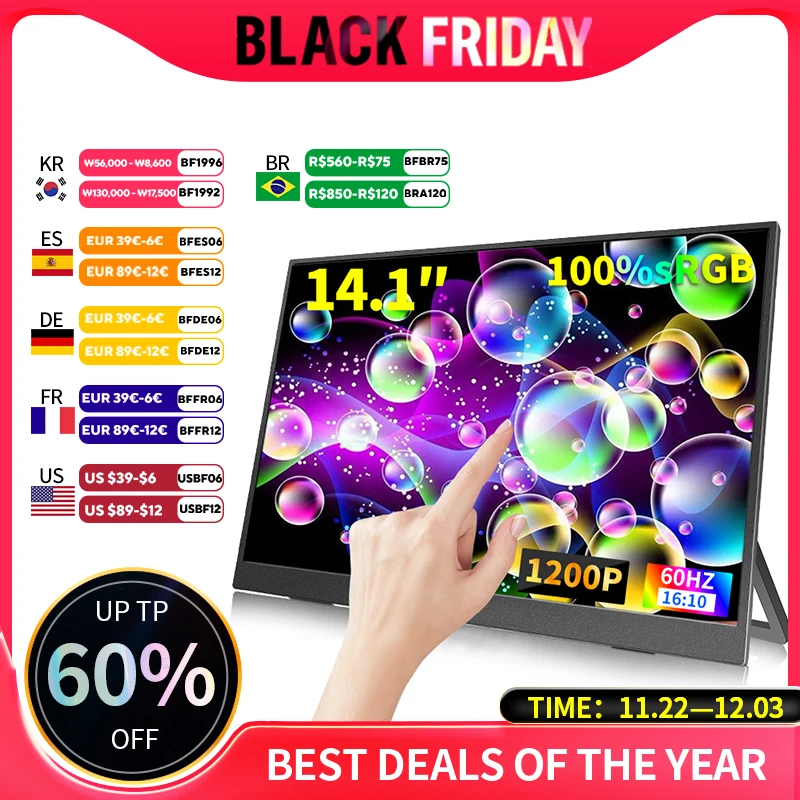 BLACK FRIDAY
KR
₩56,000-₩8,600 BF1996
₩130,000-₩17,500 BF1992
BR
R$560-R$75 BFBR75
R$850-R$120 BRA120
ES
EUR 39€-6€ BFES06
EUR 89€-12€ BFES12
DE
EUR 39€-6€ BFDE06
EUR 89€-12€ BFDE12
FR
EUR 39€-6€ BFFR06
EUR 89€-12€ BFFR12
US
US $39-$6 USBF06
US $89-$12 USBF12
14.1"
100%sRGB
1200P
60HZ
16:10
UP TP
60%
OFF
TIME: 11.22—12.03
BEST DEALS OF THE YEAR